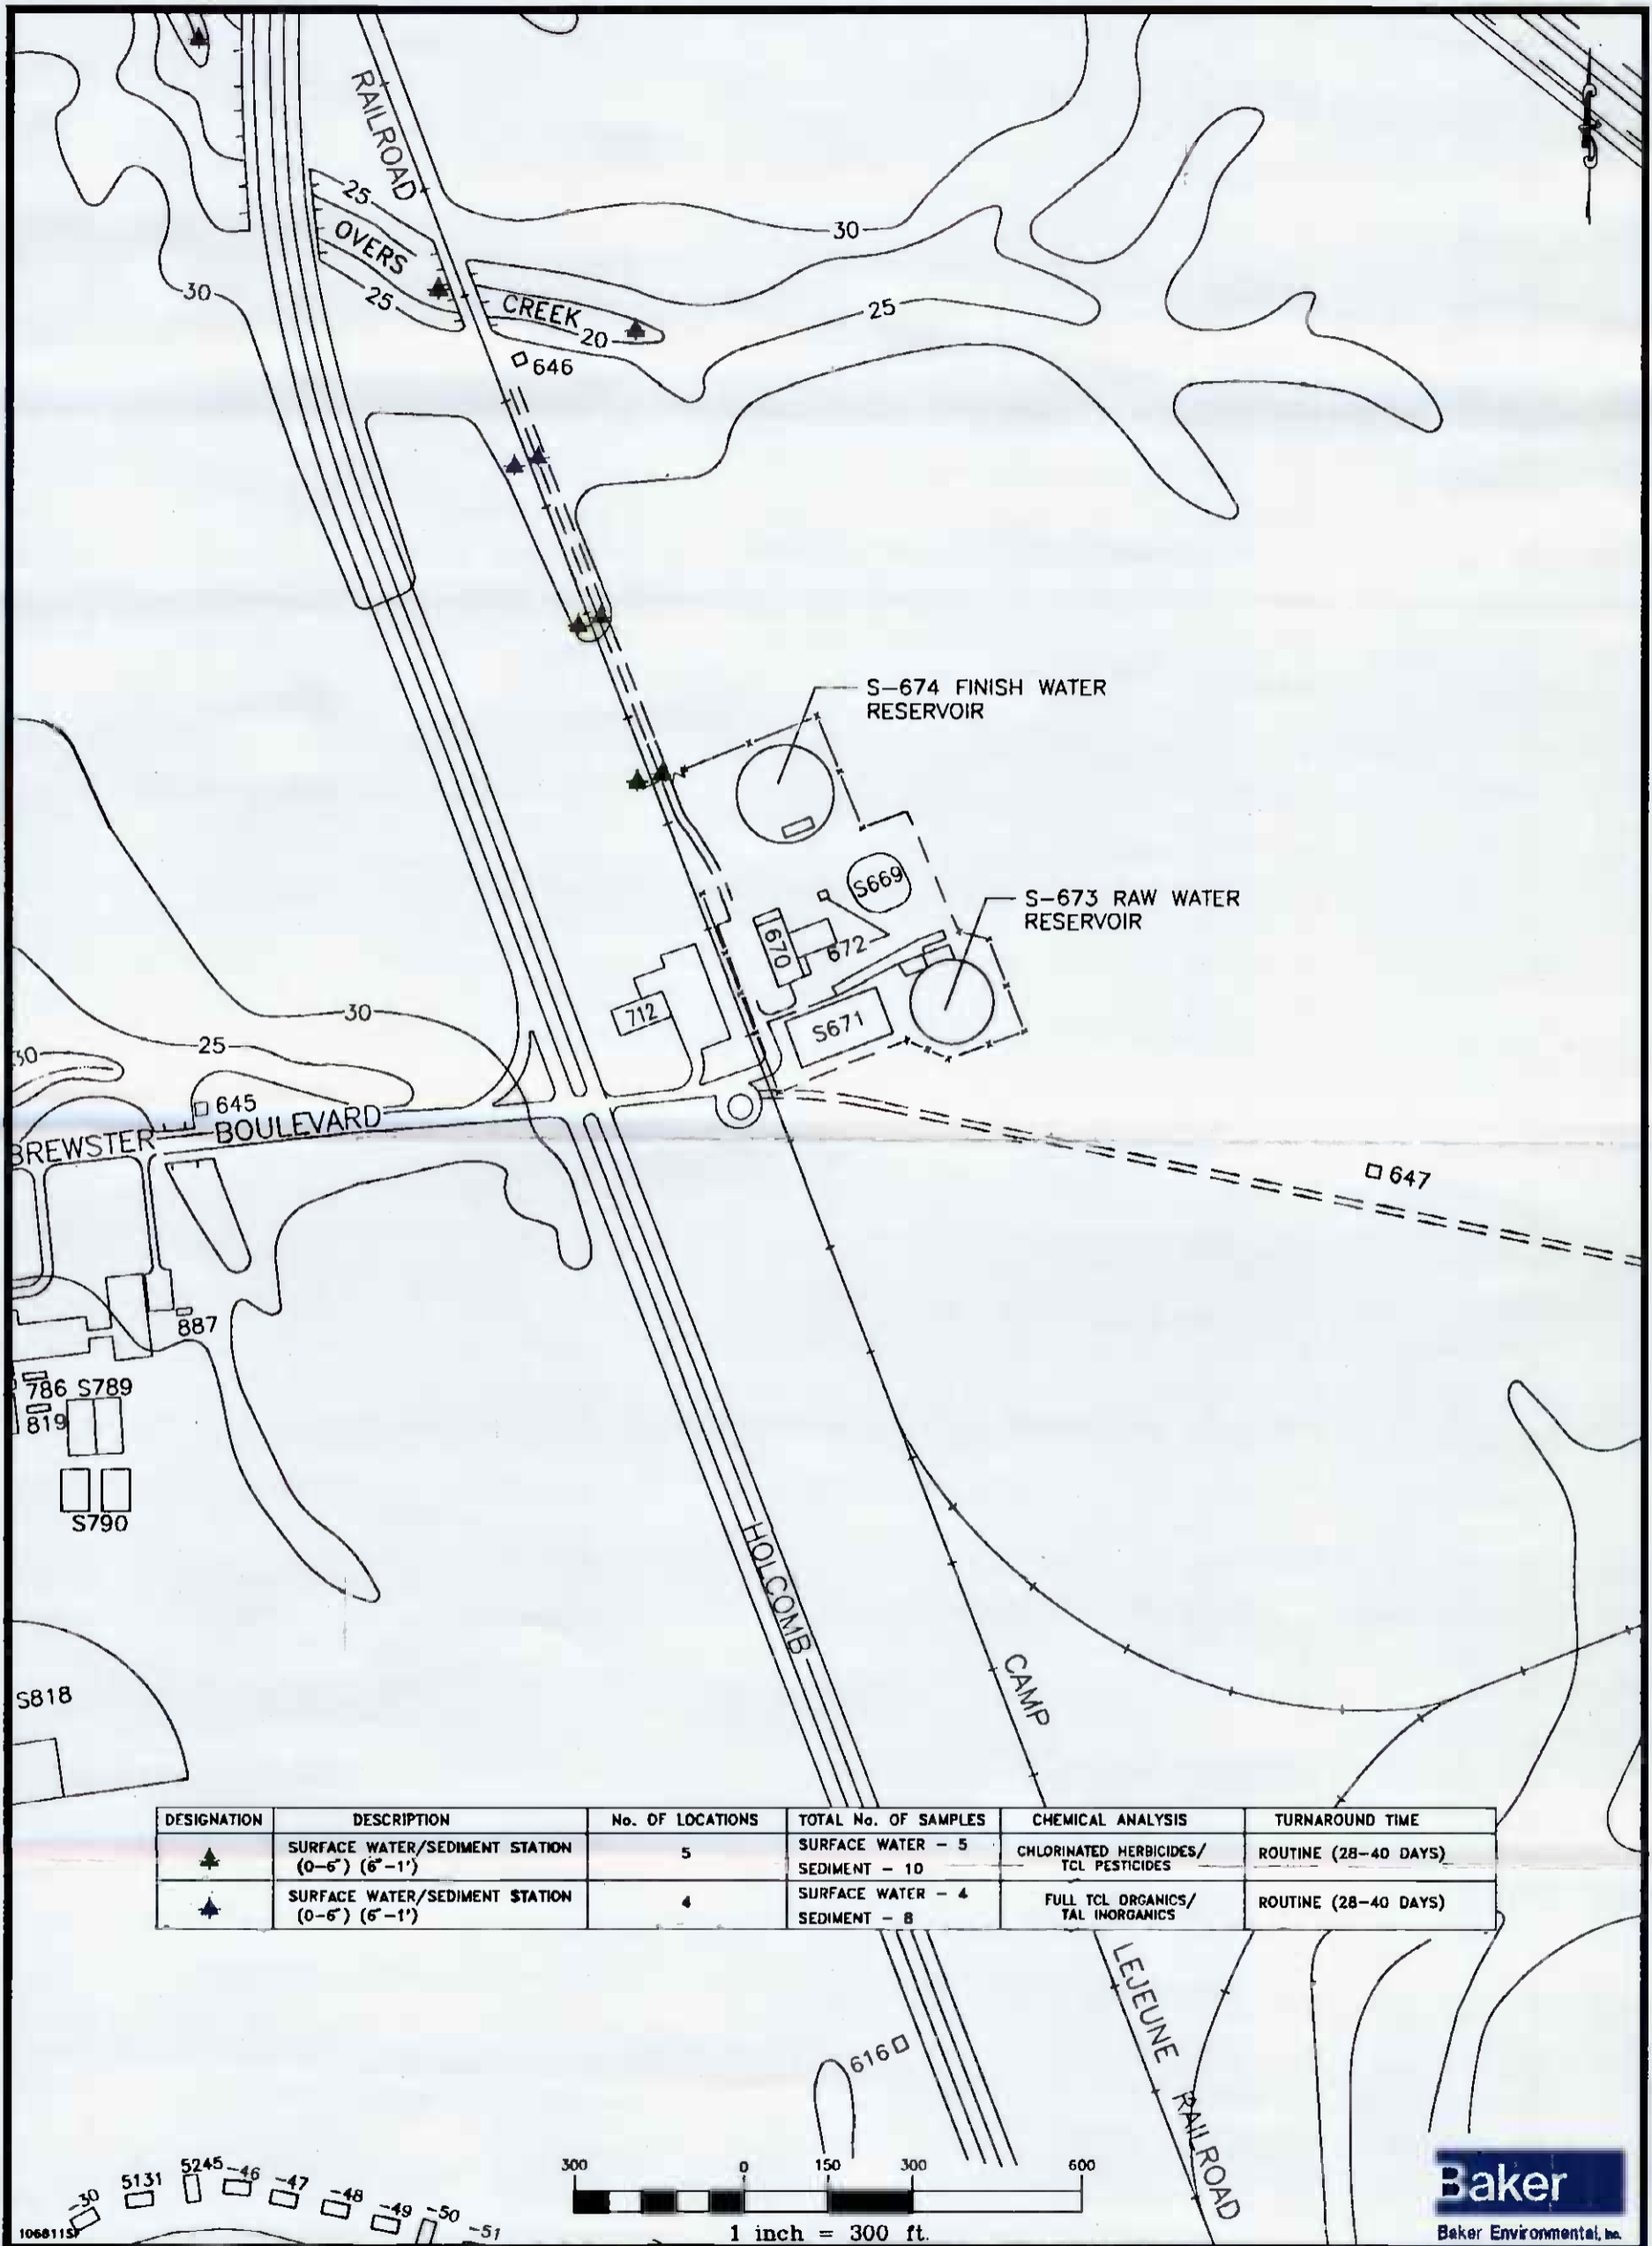 RAILROAD
25
OVERS
25
30
30
CREEK
20
25
646
S-674 FINISH WATER
RESERVOIR
S669
S-673 RAW WATER
RESERVOIR
670
672
712
S671
30
25
30
645
BREWSTER BOULEVARD
647
887
786 S789
819
S790
HOLCOMB
CAMP
S818
DESIGNATION DESCRIPTION No. OF LOCATIONS TOTAL No. OF SAMPLES CHEMICAL ANALYSIS TURNAROUND TIME
SURFACE WATER/SEDIMENT STATION
(0-6") (6"-1')
5
SURFACE WATER - 5
SEDIMENT - 10
CHLORINATED HERBICIDES/
TCL PESTICIDES
ROUTINE (28-40 DAYS)
SURFACE WATER/SEDIMENT STATION
(0-6") (6"-1')
4
SURFACE WATER - 4
SEDIMENT - 8
FULL TCL ORGANICS/
TAL INORGANICS
ROUTINE (28-40 DAYS)
LEJEUNE RAILROAD
616
-30
5131
5245
-46
-47
-48
-49
-50
-51
300 0 150 300 600
1 inch = 300 ft.
Baker
Baker Environmental, Inc.